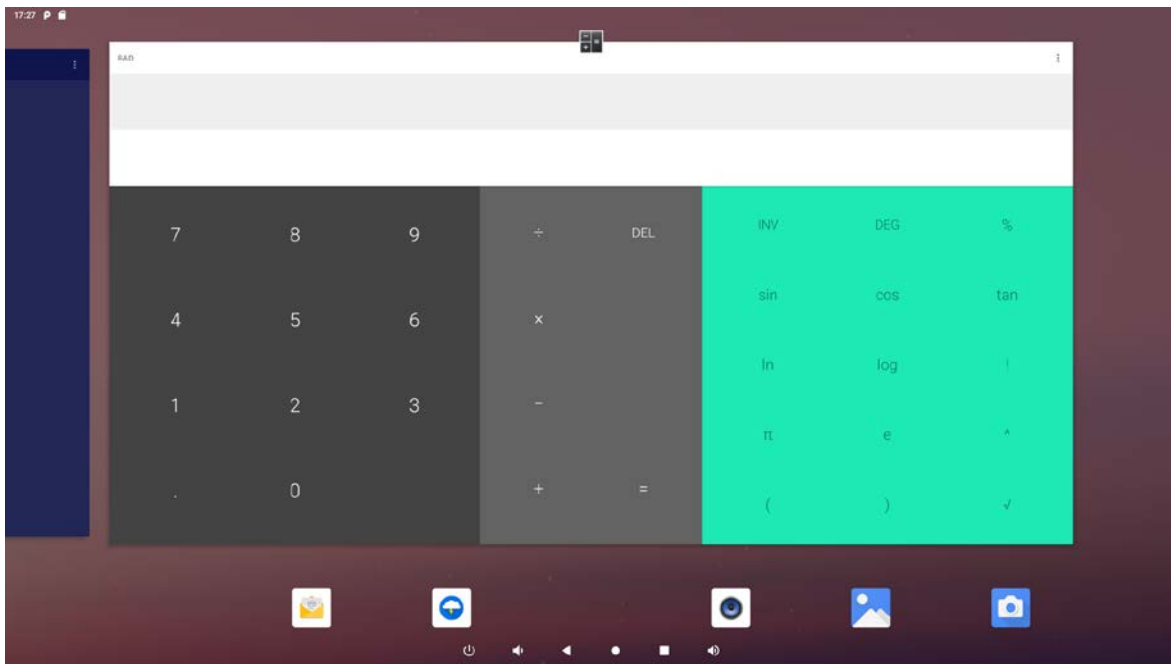 17:27
RAD
7 8 9 ÷ DEL INV DEG %
4 5 6 × sin cos tan
1 2 3 − ln log !
. 0 + = π e ^
( ) √